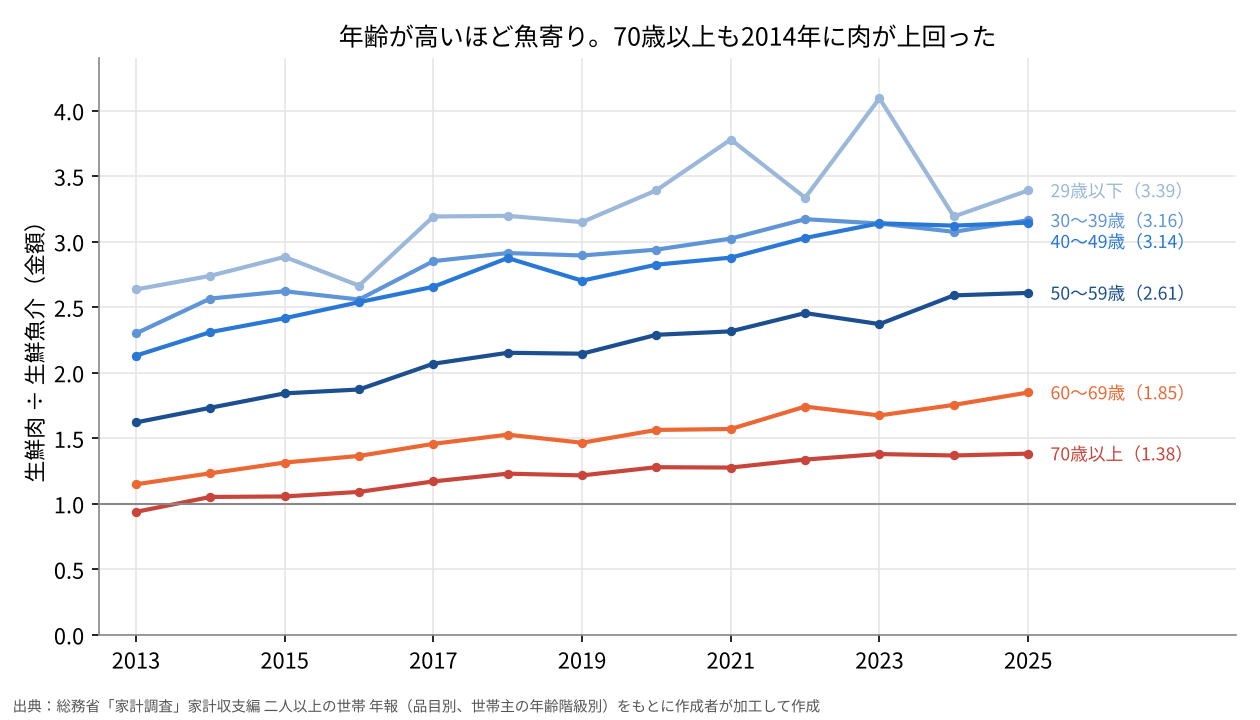 年齢が高いほど魚寄り。70歳以上も2014年に肉が上回った
生鮮肉 ÷ 生鮮魚介（金額）
4.0
3.5
3.0
2.5
2.0
1.5
1.0
0.5
0.0
29歳以下（3.39）
30～39歳（3.16）
40～49歳（3.14）
50～59歳（2.61）
60～69歳（1.85）
70歳以上（1.38）
2013 2015 2017 2019 2021 2023 2025
出典：総務省「家計調査」家計収支編 二人以上の世帯 年報（品目別、世帯主の年齢階級別）をもとに作成者が加工して作成